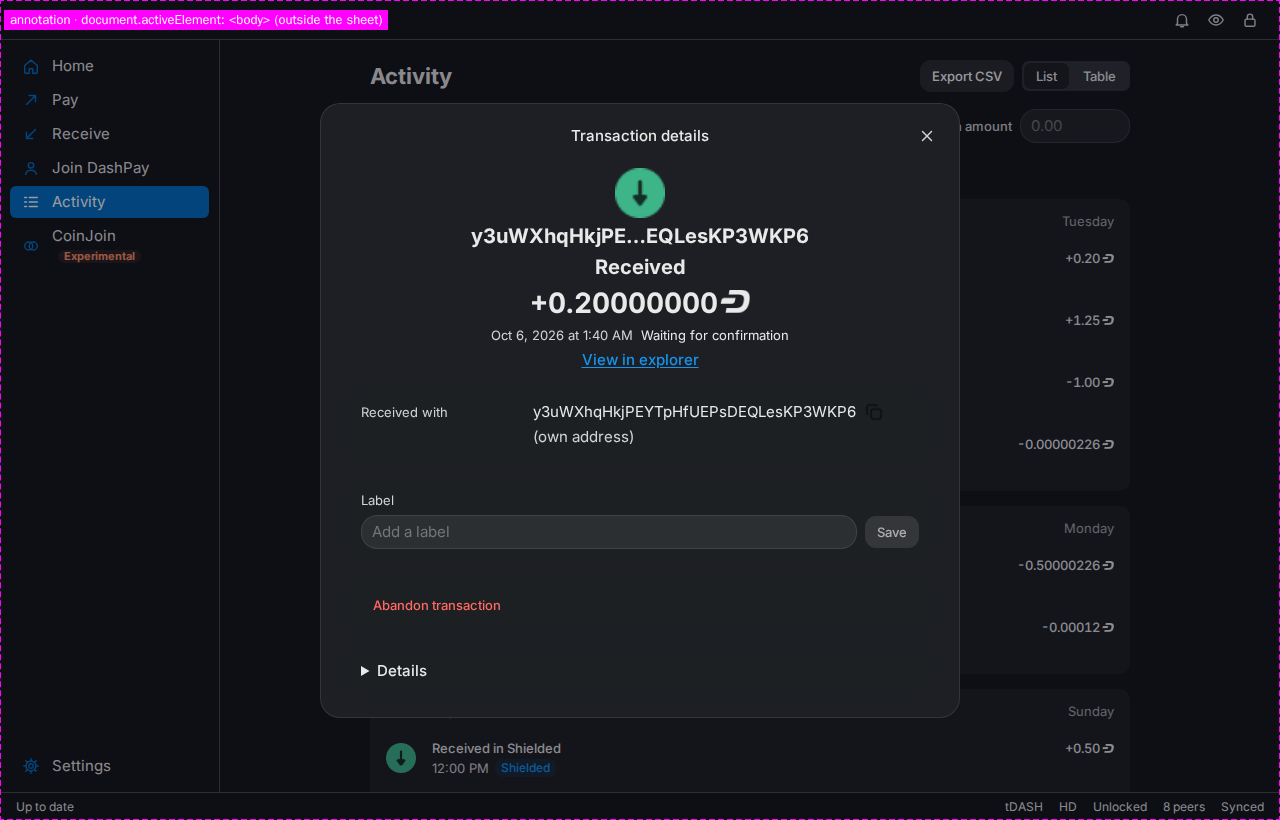 annotation · document.activeElement: <body> (outside the sheet)
Home
Pay
Receive
Join DashPay
Activity
CoinJoin
Experimental
Settings
Activity
Export CSV
List
Table
amount
0.00
Transaction details
y3uWXhqHkjPE...EQLesKP3WKP6
Received
+0.20000000
Oct 6, 2026 at 1:40 AM Waiting for confirmation
View in explorer
Received with
y3uWXhqHkjPEYTpHfUEPsDEQLesKP3WKP6
(own address)
Label
Add a label
Save
Abandon transaction
Details
Tuesday
+0.20
+1.25
-1.00
-0.00000226
Monday
-0.50000226
-0.00012
Sunday
Received in Shielded
+0.50
12:00 PM Shielded
Up to date
tDASH
HD
Unlocked
8 peers
Synced